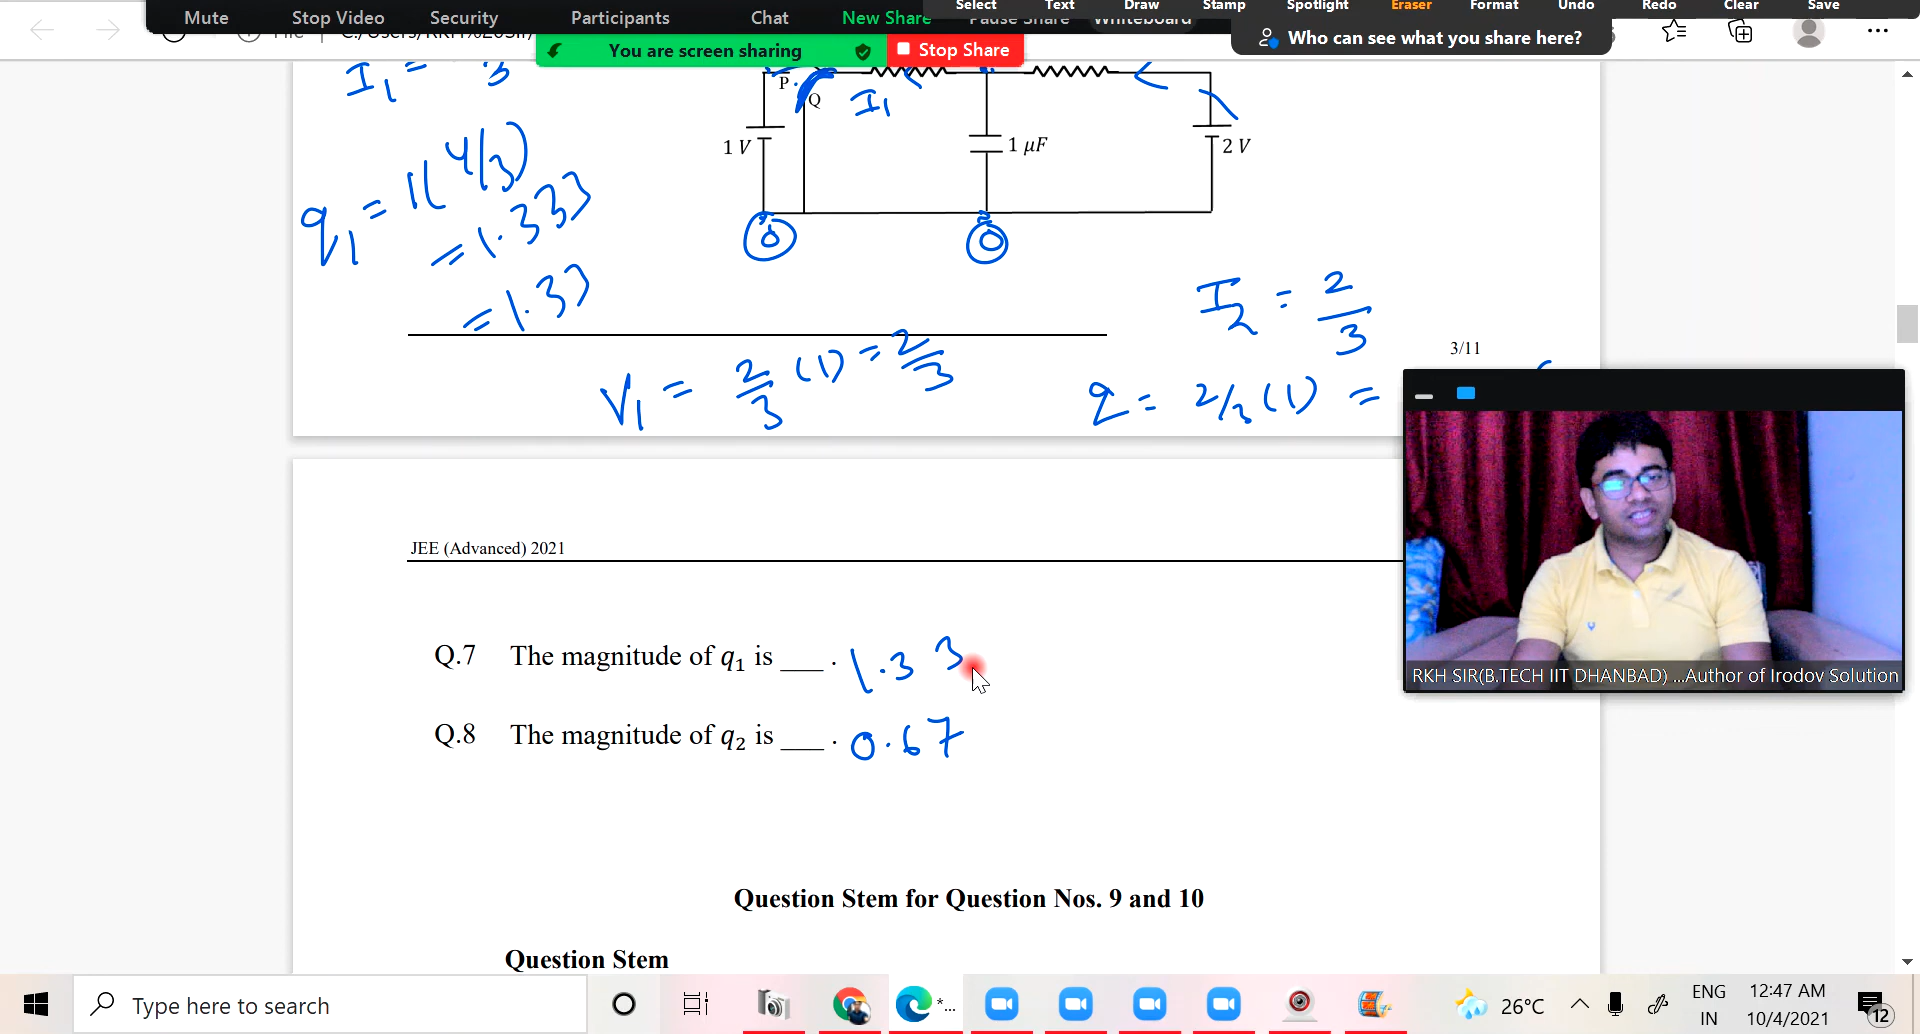 Mute Stop Video Security Participants Chat New Share Pause Share Whiteboard
Select Text Draw Stamp Spotlight Eraser Format Undo Redo Clear Save
You are screen sharing Stop Share
Who can see what you share here?
I₁ = 3
P
Q
I₁
1 V
1 μF
2 V
q₁ = 1(4/3)
= 1.333
= 1.33
0
0
I₂ = 2/3
3/11
V₁ = 2/3 (1) = 2/3
q = 2/3 (1) =
JEE (Advanced) 2021
Q.7 The magnitude of q₁ is ___ . 1.33
Q.8 The magnitude of q₂ is ___ . 0.67
Question Stem for Question Nos. 9 and 10
Question Stem
RKH SIR(B.TECH IIT DHANBAD) ...Author of Irodov Solution
Type here to search
26°C
ENG
IN
12:47 AM
10/4/2021
12